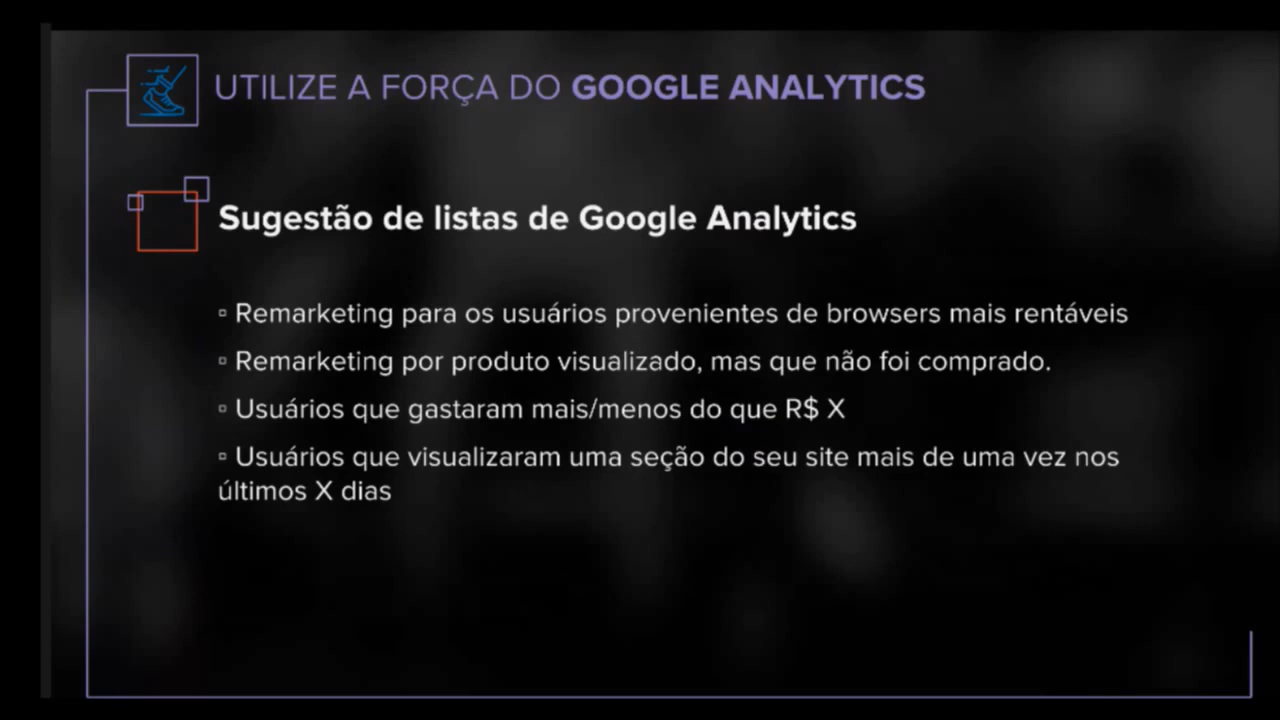 UTILIZE A FORÇA DO GOOGLE ANALYTICS
Sugestão de listas de Google Analytics
▫ Remarketing para os usuários provenientes de browsers mais rentáveis
▫ Remarketing por produto visualizado, mas que não foi comprado.
▫ Usuários que gastaram mais/menos do que R$ X
▫ Usuários que visualizaram uma seção do seu site mais de uma vez nos
últimos X dias